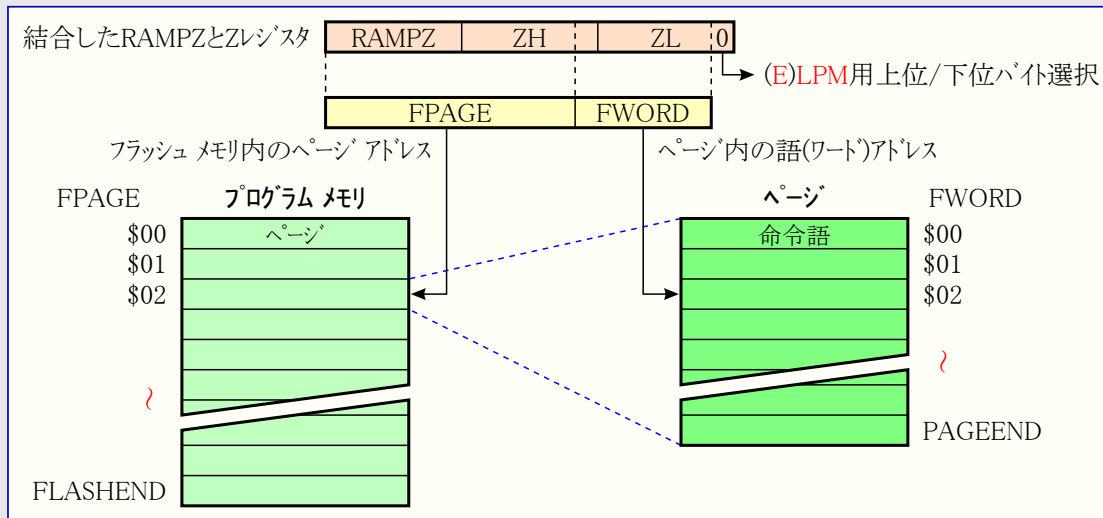 結合したRAMPZとZレジスタ RAMPZ ZH ZL 0
(E)LPM用上位/下位バイト選択
FPAGE FWORD
フラッシュ メモリ内のページ アドレス ページ内の語(ワード)アドレス
FPAGE プログラム メモリ ページ FWORD
$00 ページ 命令語 $00
$01 $01
$02 $02
~ ~
PAGEEND
FLASHEND